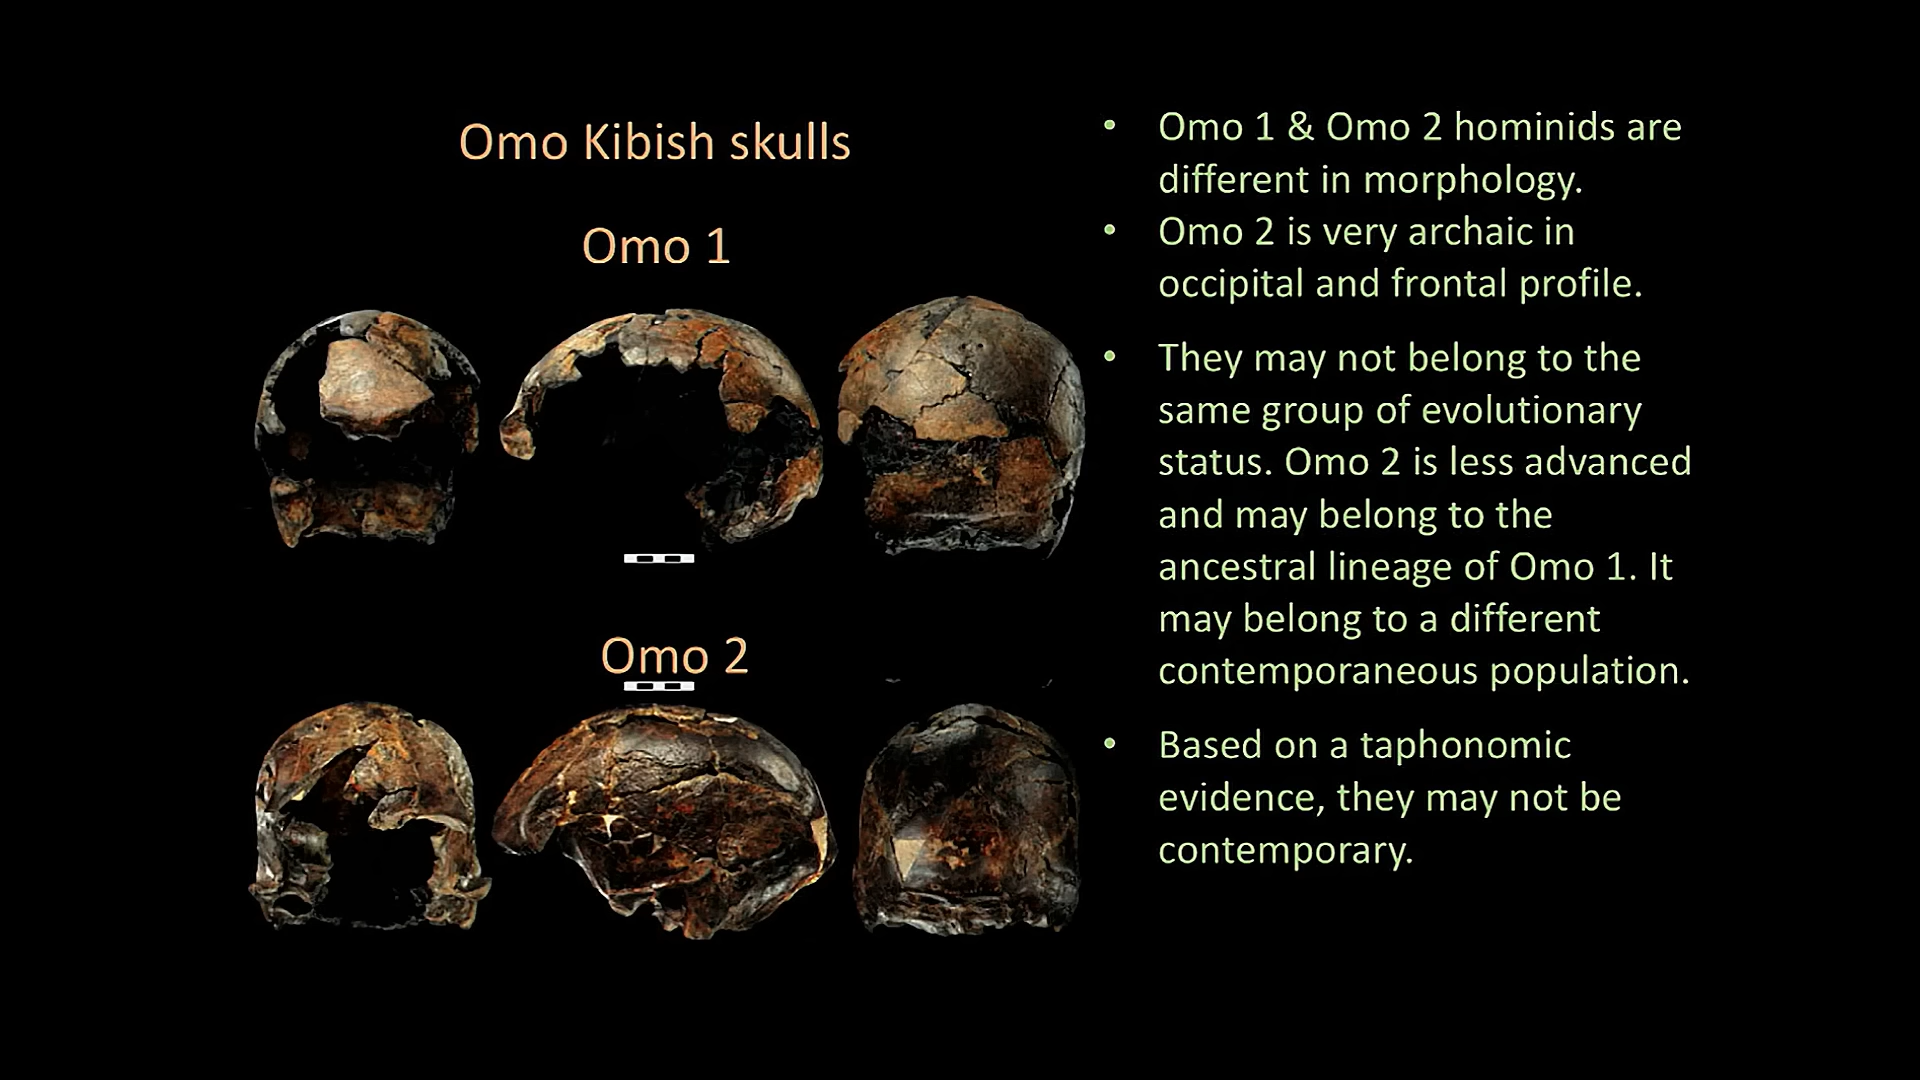 Omo Kibish skulls
Omo 1
Omo 2
• Omo 1 & Omo 2 hominids are
different in morphology.
• Omo 2 is very archaic in
occipital and frontal profile.
• They may not belong to the
same group of evolutionary
status. Omo 2 is less advanced
and may belong to the
ancestral lineage of Omo 1. It
may belong to a different
contemporaneous population.
• Based on a taphonomic
evidence, they may not be
contemporary.